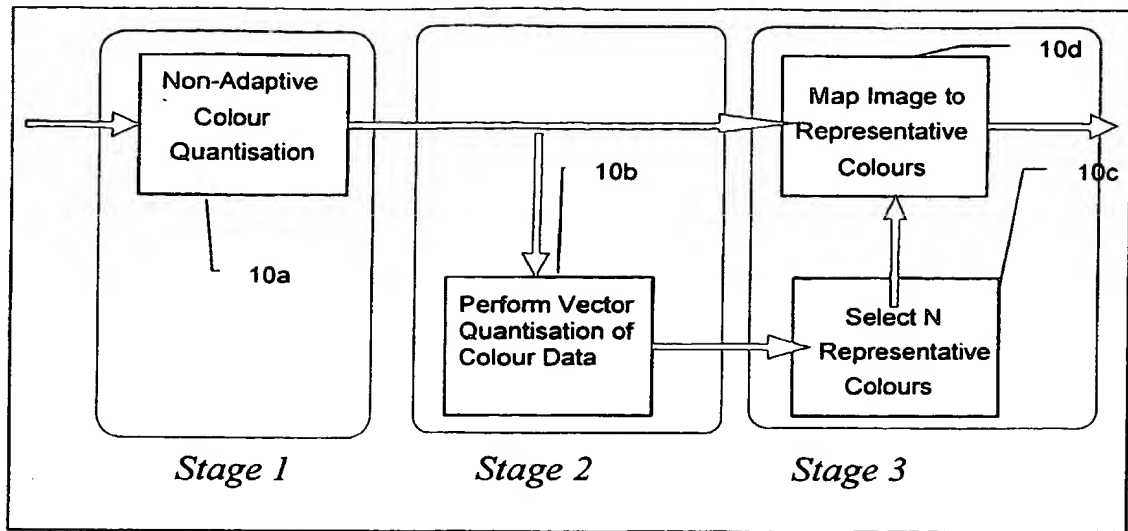 Non-Adaptive
Colour
Quantisation
10a
10b
Perform Vector
Quantisation of
Colour Data
10d
Map Image to
Representative
Colours
10c
Select N
Representative
Colours
Stage 1
Stage 2
Stage 3